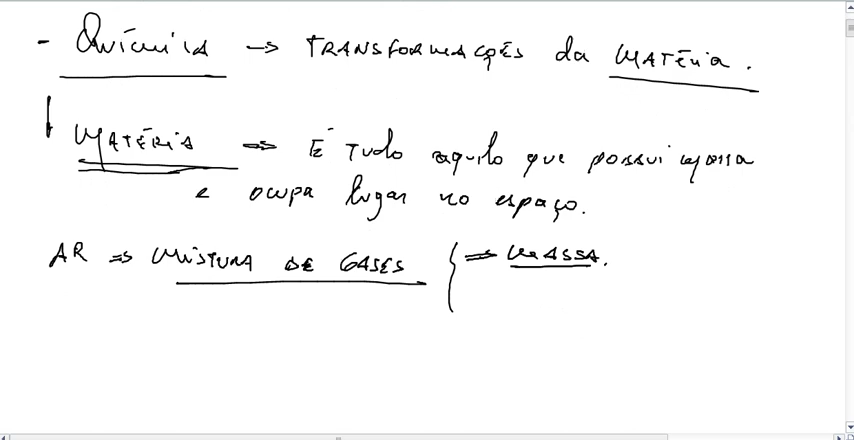 - Química → TRANSFORMAÇÕES da MATÉRIA.
MATÉRIA ⇒ É TUDO aquilo que possui massa
e ocupa lugar no espaço.
AR ⇒ MISTURA DE GASES { ⇒ MASSA.